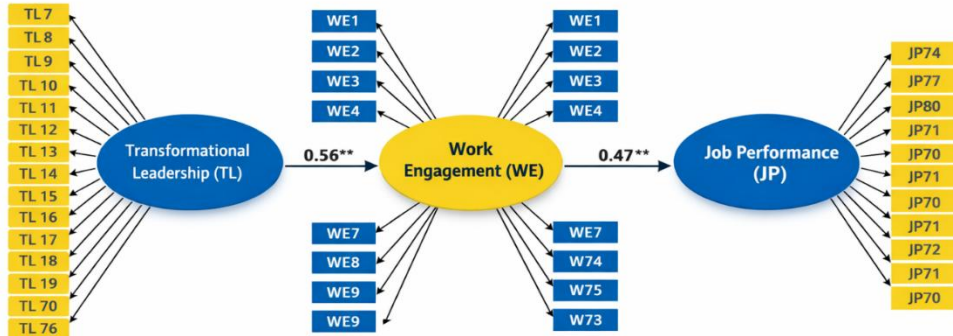 TL 7
TL 8
TL 9
TL 10
TL 11
TL 12
TL 13
TL 14
TL 15
TL 16
TL 17
TL 18
TL 19
TL 70
TL 76
Transformational
Leadership (TL)
0.56**
WE1
WE2
WE3
WE4
WE1
WE2
WE3
WE4
Work
Engagement (WE)
WE7
WE8
WE9
WE9
WE7
W74
W75
W73
0.47**
Job Performance
(JP)
JP74
JP77
JP80
JP71
JP70
JP71
JP70
JP71
JP72
JP71
JP70